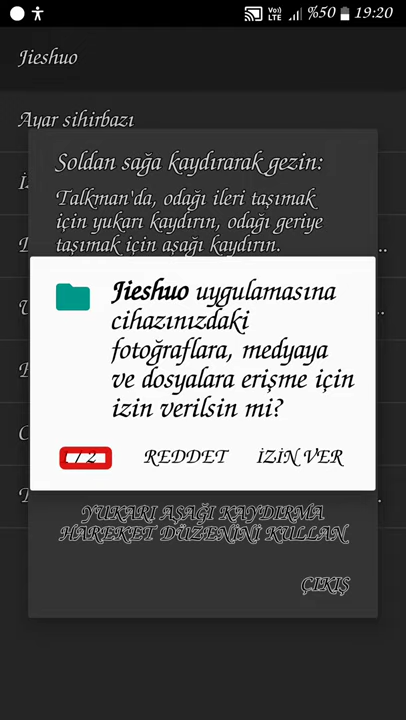 VoI) LTE %50 19:20
Jieshuo
Ayar sihirbazı
Soldan sağa kaydırarak gezin:
Talkman'da, odağı ileri taşımak
için yukarı kaydırın, odağı geriye
taşımak için aşağı kaydırın.
Jieshuo uygulamasına
cihazınızdaki
fotoğraflara, medyaya
ve dosyalara erişme için
izin verilsin mi?
1 / 2 REDDET İZİN VER
YUKARI AŞAĞI KAYDIRMA
HAREKET DÜZENİNİ KULLAN
ÇIKIŞ